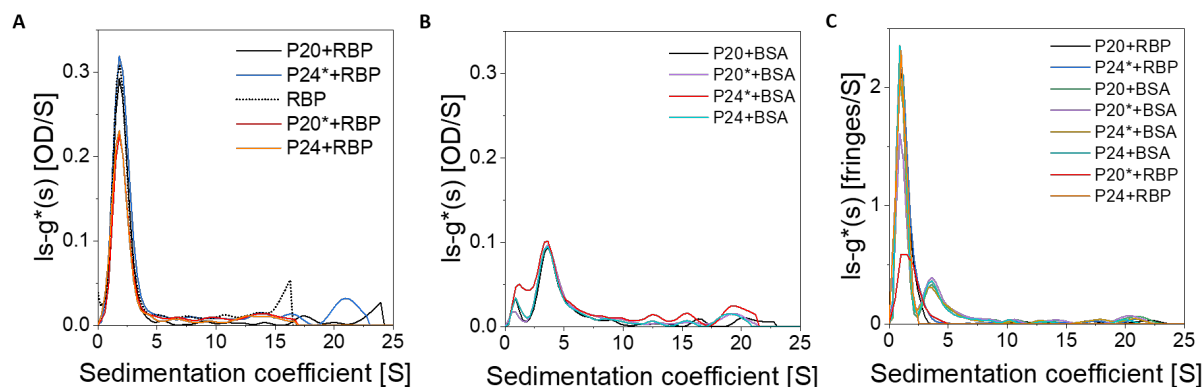 A
ls-g*(s) [OD/S]
0.3
0.2
0.1
0.0
0 5 10 15 20 25
Sedimentation coefficient [S]
P20+RBP
P24*+RBP
RBP
P20*+RBP
P24+RBP
B
ls-g*(s) [OD/S]
0.3
0.2
0.1
0.0
0 5 10 15 20 25
Sedimentation coefficient [S]
P20+BSA
P20*+BSA
P24*+BSA
P24+BSA
C
ls-g*(s) [fringes/S]
2
1
0
0 5 10 15 20 25
Sedimentation coefficient [S]
P20+RBP
P24*+RBP
P20+BSA
P20*+BSA
P24*+BSA
P24+BSA
P20*+RBP
P24+RBP